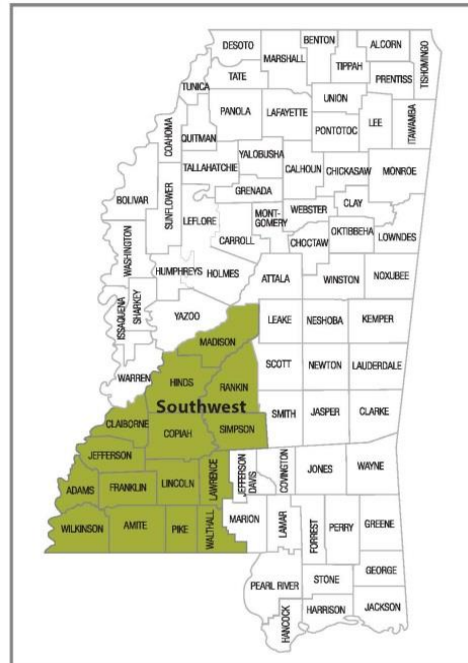 BENTON
ALCORN
TISHOMINGO
DESOTO
MARSHALL
TIPPAH
PRENTISS
TATE
TUNICA
UNION
PANOLA
LAFAYETTE
LEE
ITAWAMBA
COAHOMA
QUITMAN
PONTOTOC
YALOBUSHA
TALLAHATCHIE
CALHOUN
CHICKASAW
MONROE
GRENADA
BOLIVAR
SUNFLOWER
LEFLORE
WEBSTER
CLAY
MONT-
GOMERY
OKTIBBEHA
LOWNDES
CARROLL
CHOCTAW
WASHINGTON
HUMPHREYS
HOLMES
ATTALA
WINSTON
NOXUBEE
ISSAQUENA
SHARKEY
YAZOO
LEAKE
NESHOBA
KEMPER
MADISON
WARREN
HINDS
RANKIN
SCOTT
NEWTON
LAUDERDALE
Southwest
CLAIBORNE
COPIAH
SIMPSON
SMITH
JASPER
CLARKE
JEFFERSON
ADAMS
FRANKLIN
LINCOLN
LAWRENCE
JEFFERSON
DAVIS
COVINGTON
JONES
WAYNE
WILKINSON
AMITE
PIKE
WALTHALL
MARION
LAMAR
FORREST
PERRY
GREENE
PEARL RIVER
STONE
GEORGE
HANCOCK
HARRISON
JACKSON